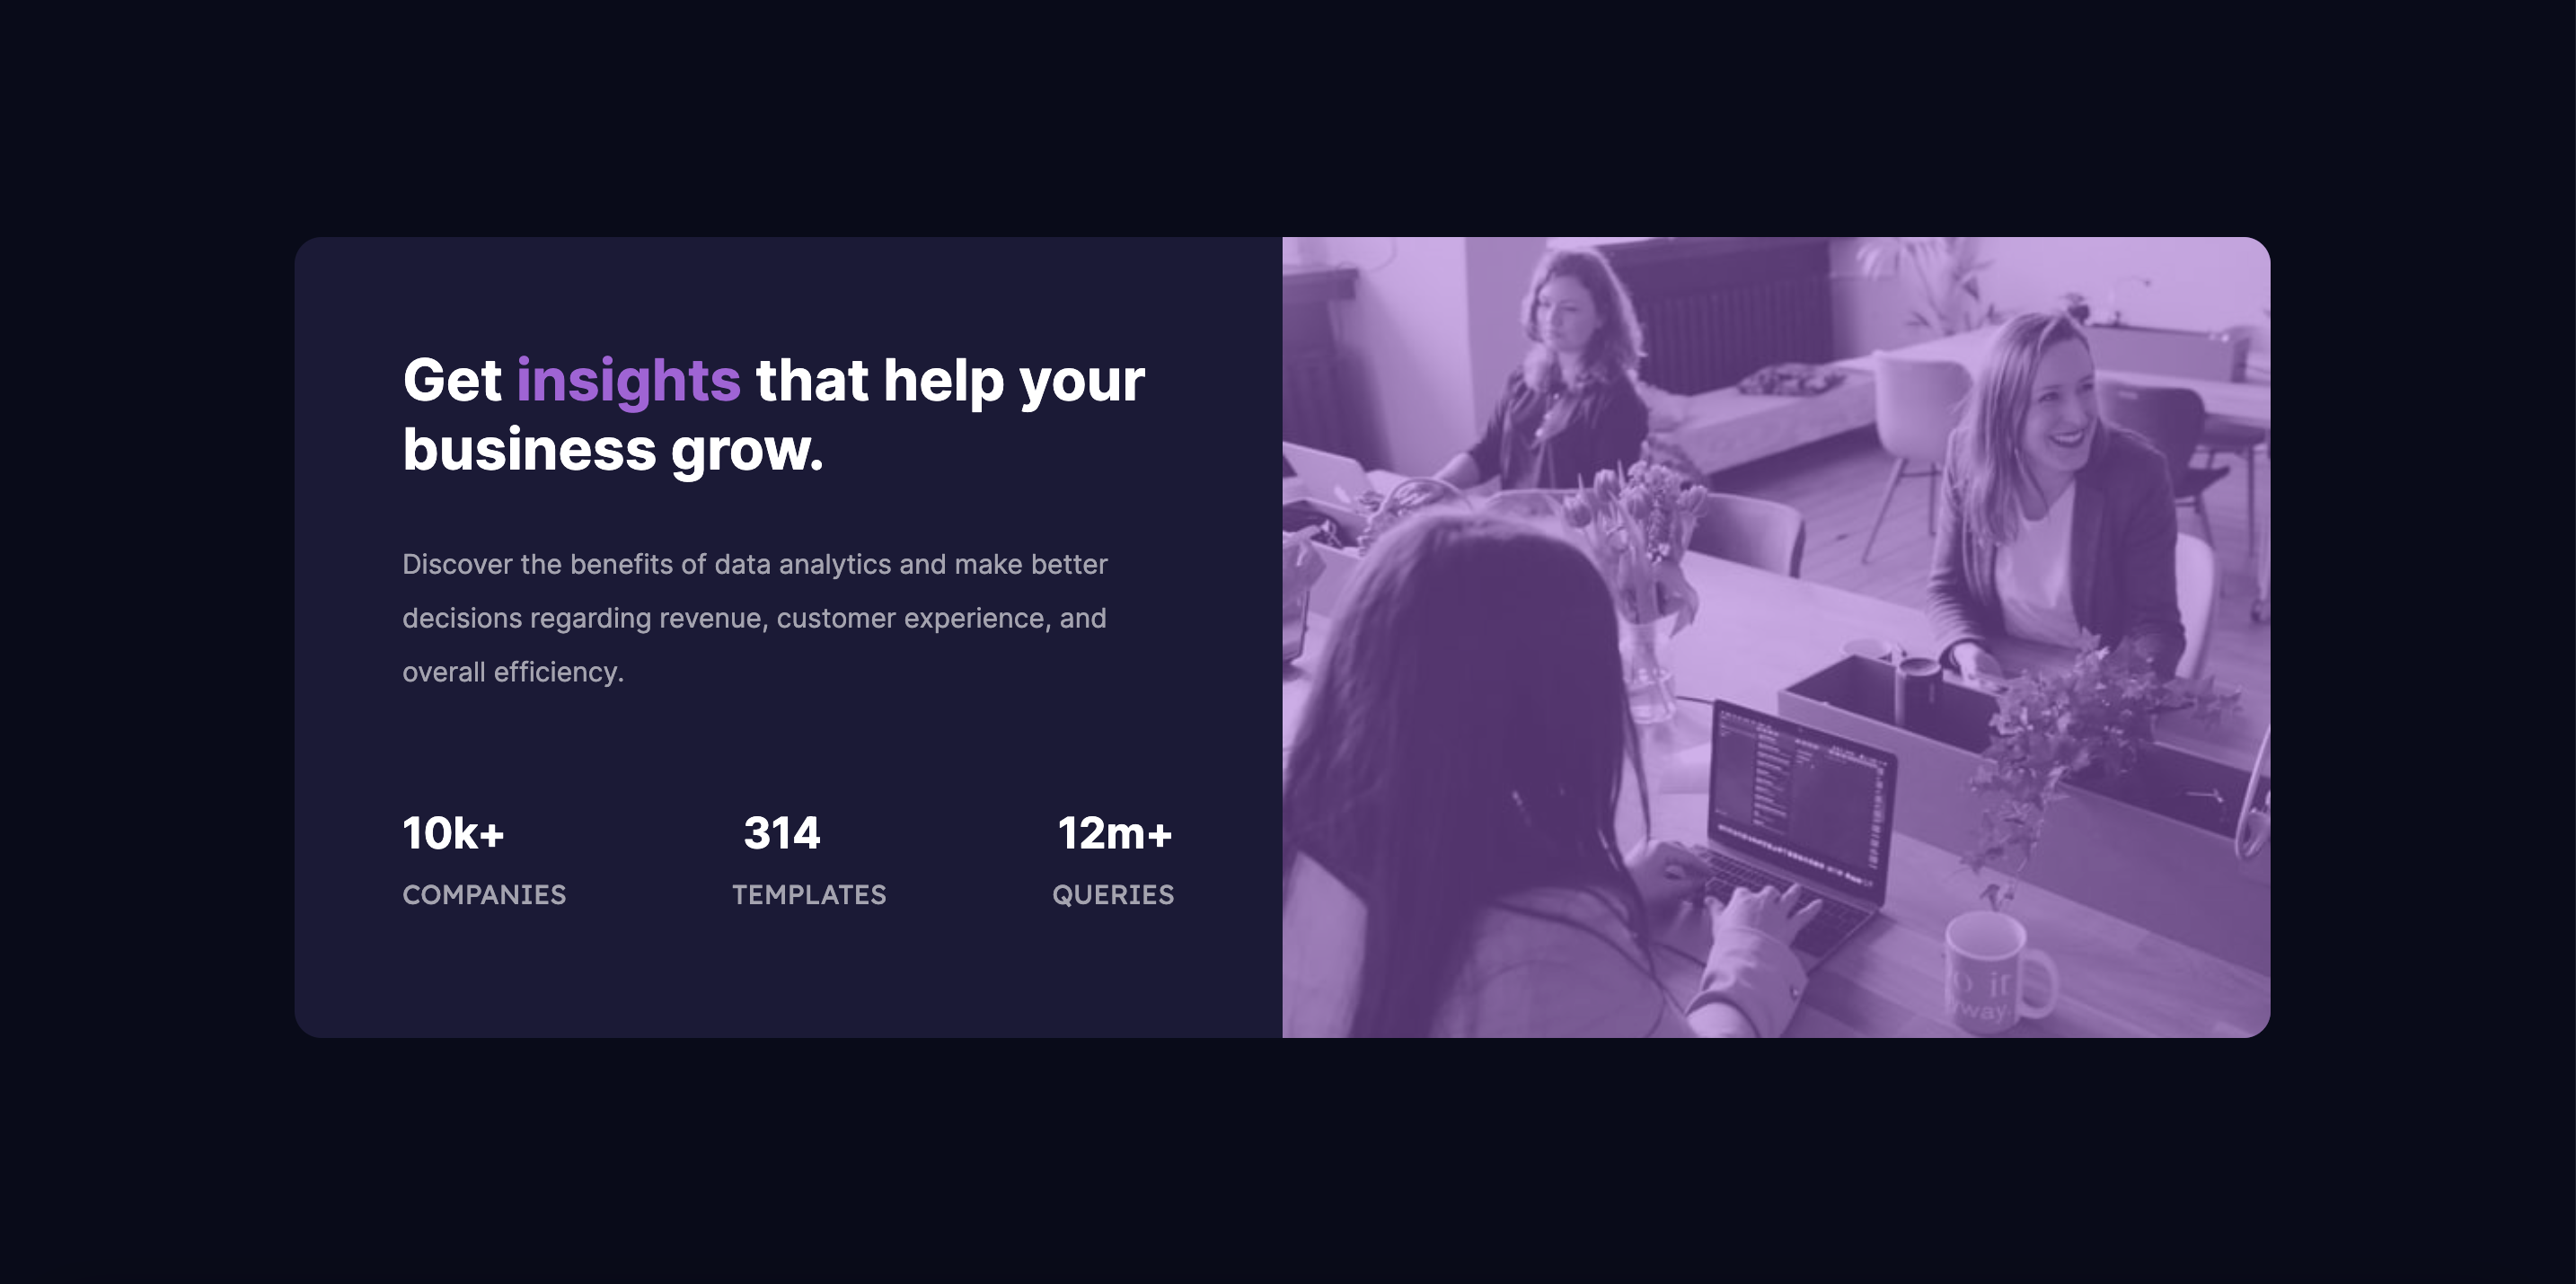 Get insights that help your
business grow.
Discover the benefits of data analytics and make better
decisions regarding revenue, customer experience, and
overall efficiency.
10k+ 314 12m+
COMPANIES TEMPLATES QUERIES